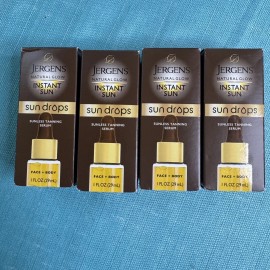 JERGENS
NATURAL GLOW
INSTANT
SUN
sun drops
SUNLESS TANNING
SERUM
FACE + BODY
1 FL OZ (29 mL)
JERGENS
NATURAL GLOW
INSTANT
SUN
sun drops
SUNLESS TANNING
SERUM
FACE + BODY
1 FL OZ (29 mL)
JERGENS
NATURAL GLOW
INSTANT
SUN
sun drops
SUNLESS TANNING
SERUM
FACE + BODY
1 FL OZ (29 mL)
JERGENS
NATURAL GLOW
INSTANT
SUN
sun drops
SUNLESS TANNING
SERUM
FACE + BODY
1 FL OZ (29 mL)